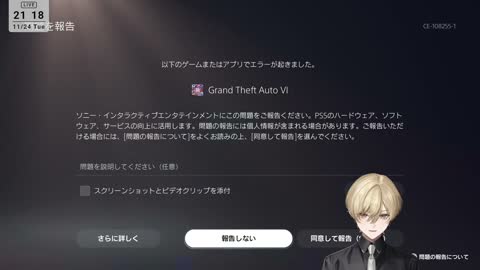 LIVE
21 18
11/24 Tue
を報告
CE-108255-1
以下のゲームまたはアプリでエラーが起きました。
Grand Theft Auto VI
ソニー・インタラクティブエンタテインメントにこの問題をご報告ください。PS5のハードウェア、ソフト
ウェア、サービスの向上に活用します。問題の報告には個人情報が含まれる場合があります。ご報告いただ
ける場合には、[問題の報告について]をよくお読みの上、[同意して報告]を選んでください。
問題を説明してください（任意）
スクリーンショットとビデオクリップを添付
さらに詳しく
報告しない
同意して報告（
問題の報告について